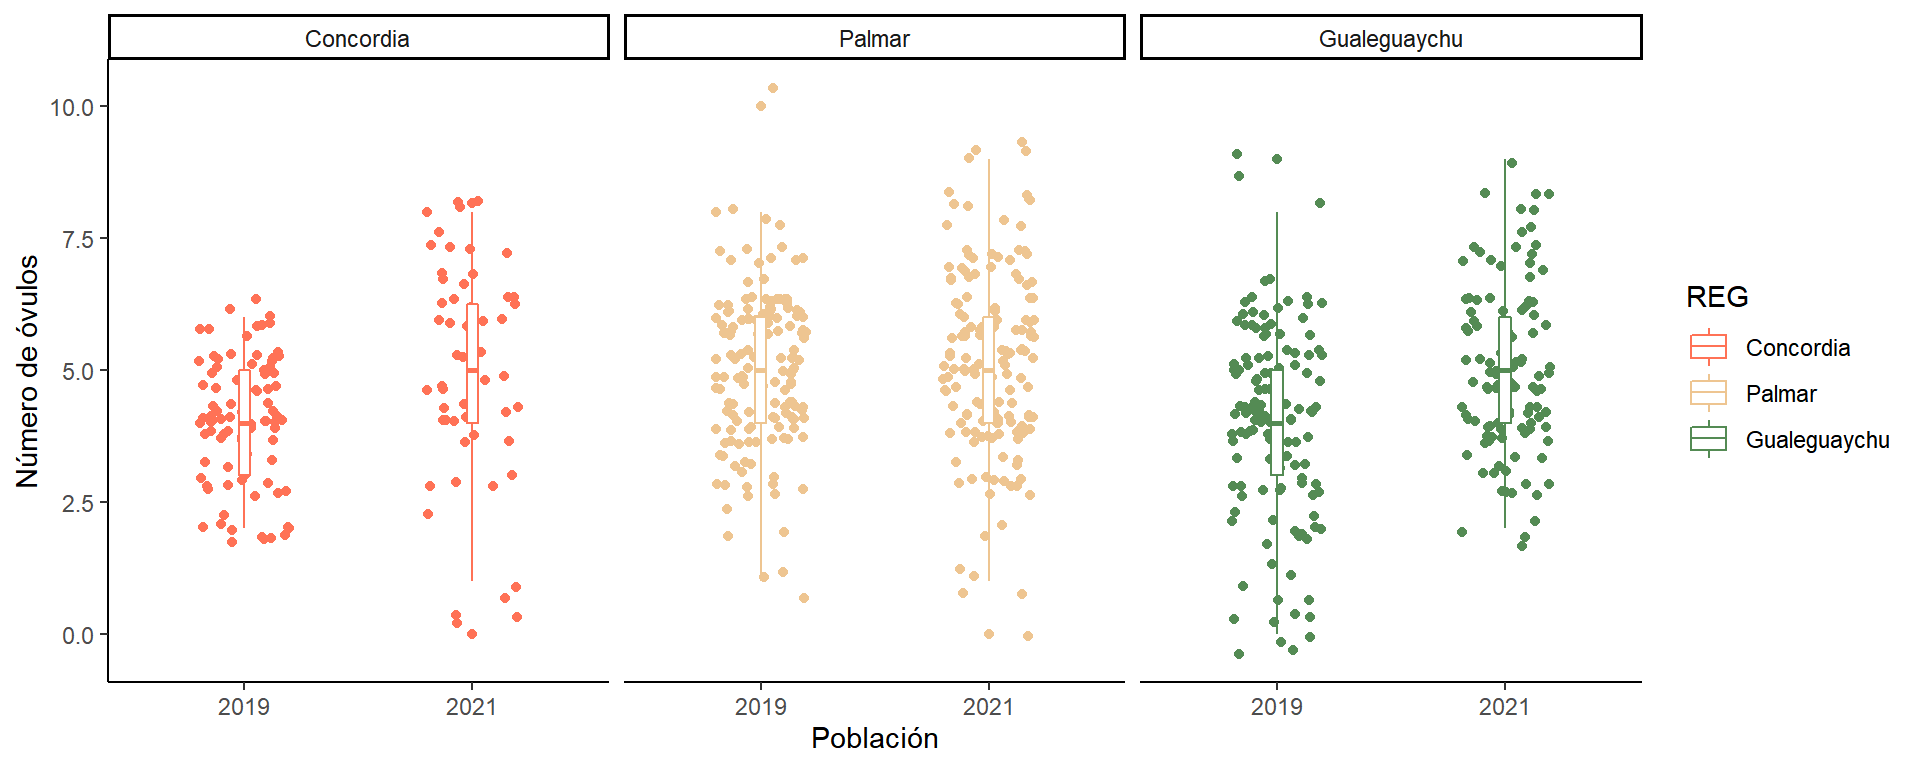 Concordia
Palmar
Gualeguaychu
10.0
7.5
5.0
2.5
0.0
Número de óvulos
2019
2021
2019
2021
2019
2021
Población
REG
Concordia
Palmar
Gualeguaychu